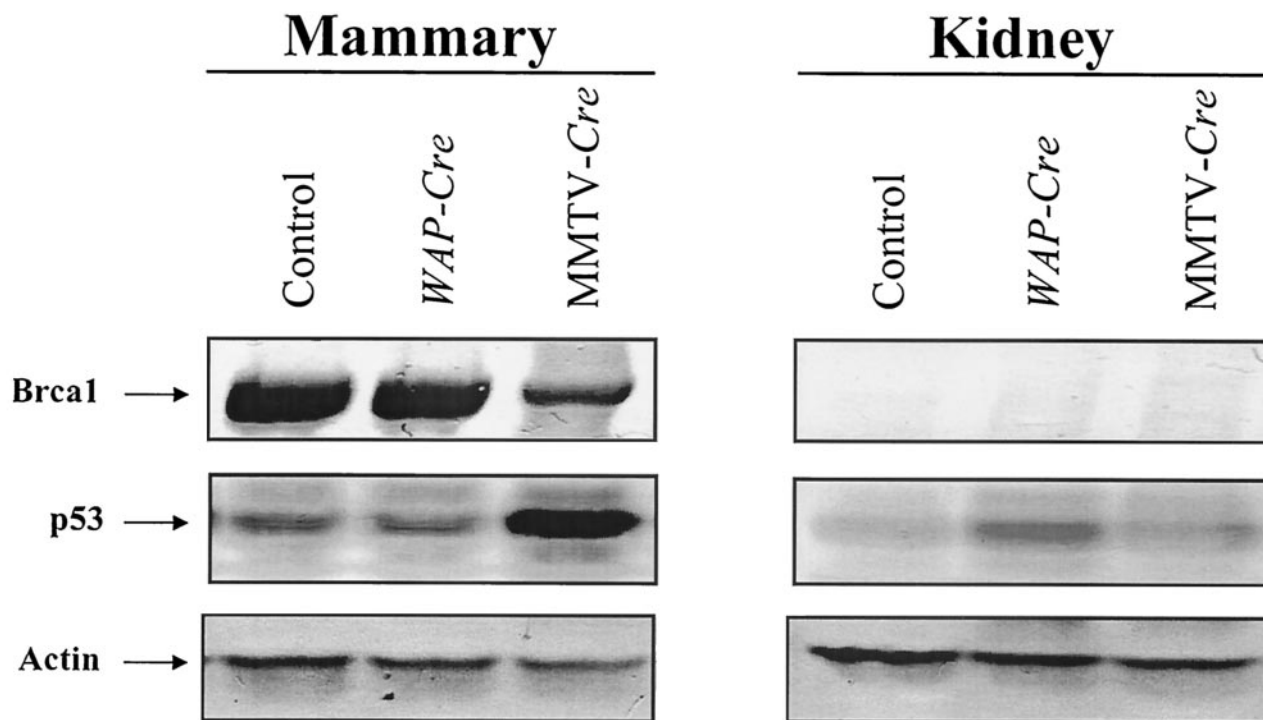 Mammary
Kidney
Control
WAP-Cre
MMTV-Cre
Control
WAP-Cre
MMTV-Cre
Brca1
p53
Actin